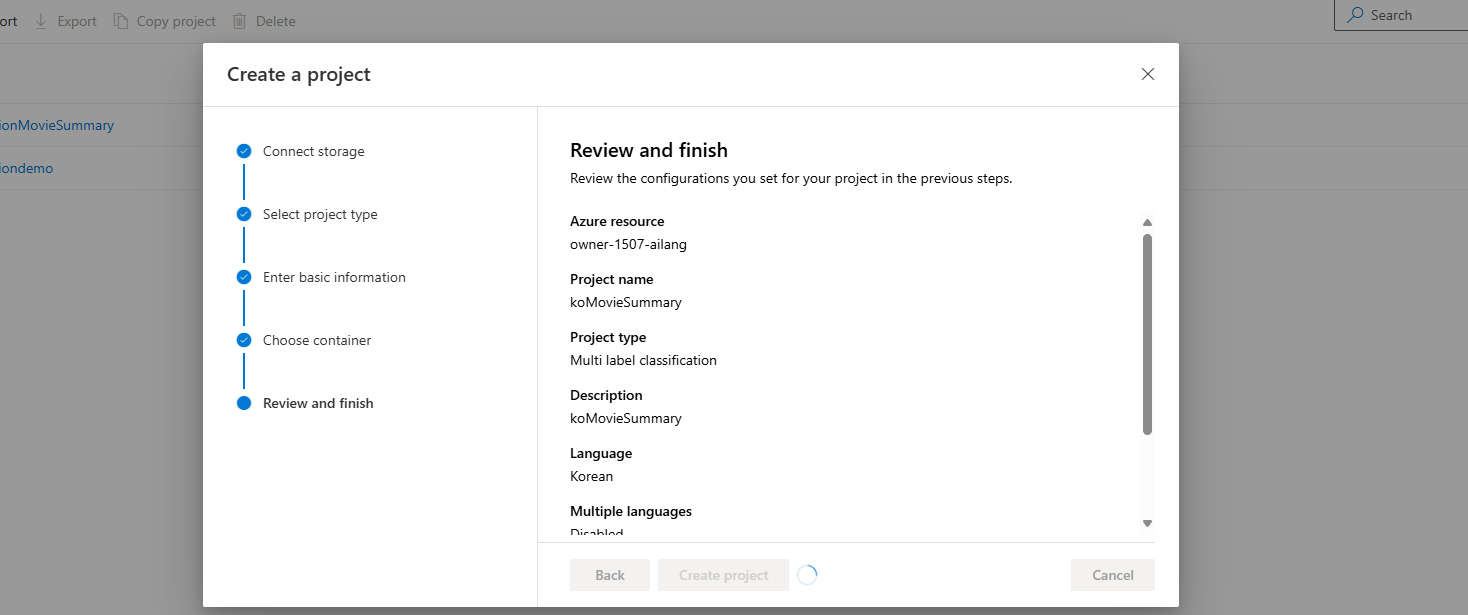 ort Export Copy project Delete Search
Create a project
ionMovieSummary
iondemo
Connect storage
Select project type
Enter basic information
Choose container
Review and finish
Review and finish
Review the configurations you set for your project in the previous steps.
Azure resource
owner-1507-ailang
Project name
koMovieSummary
Project type
Multi label classification
Description
koMovieSummary
Language
Korean
Multiple languages
Disabled
Back Create project Cancel